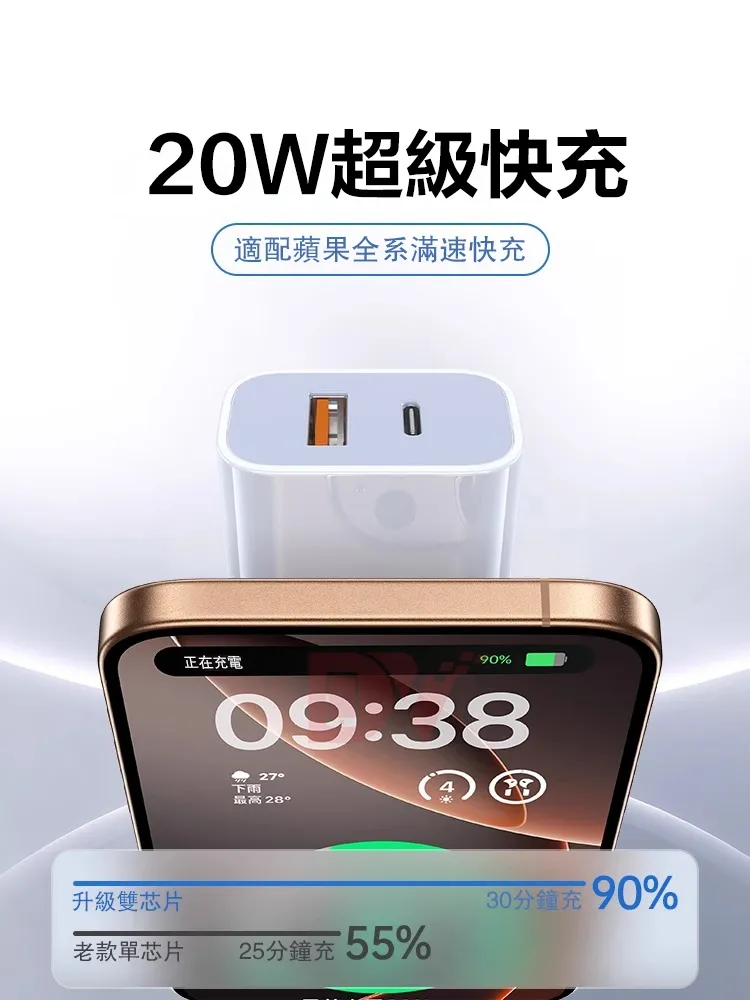 20W超級快充
適配蘋果全系滿速快充
正在充電
90%
09:38
27°
下雨
最高 28°
4
升級雙芯片
30分鐘充 90%
老款單芯片
25分鐘充 55%